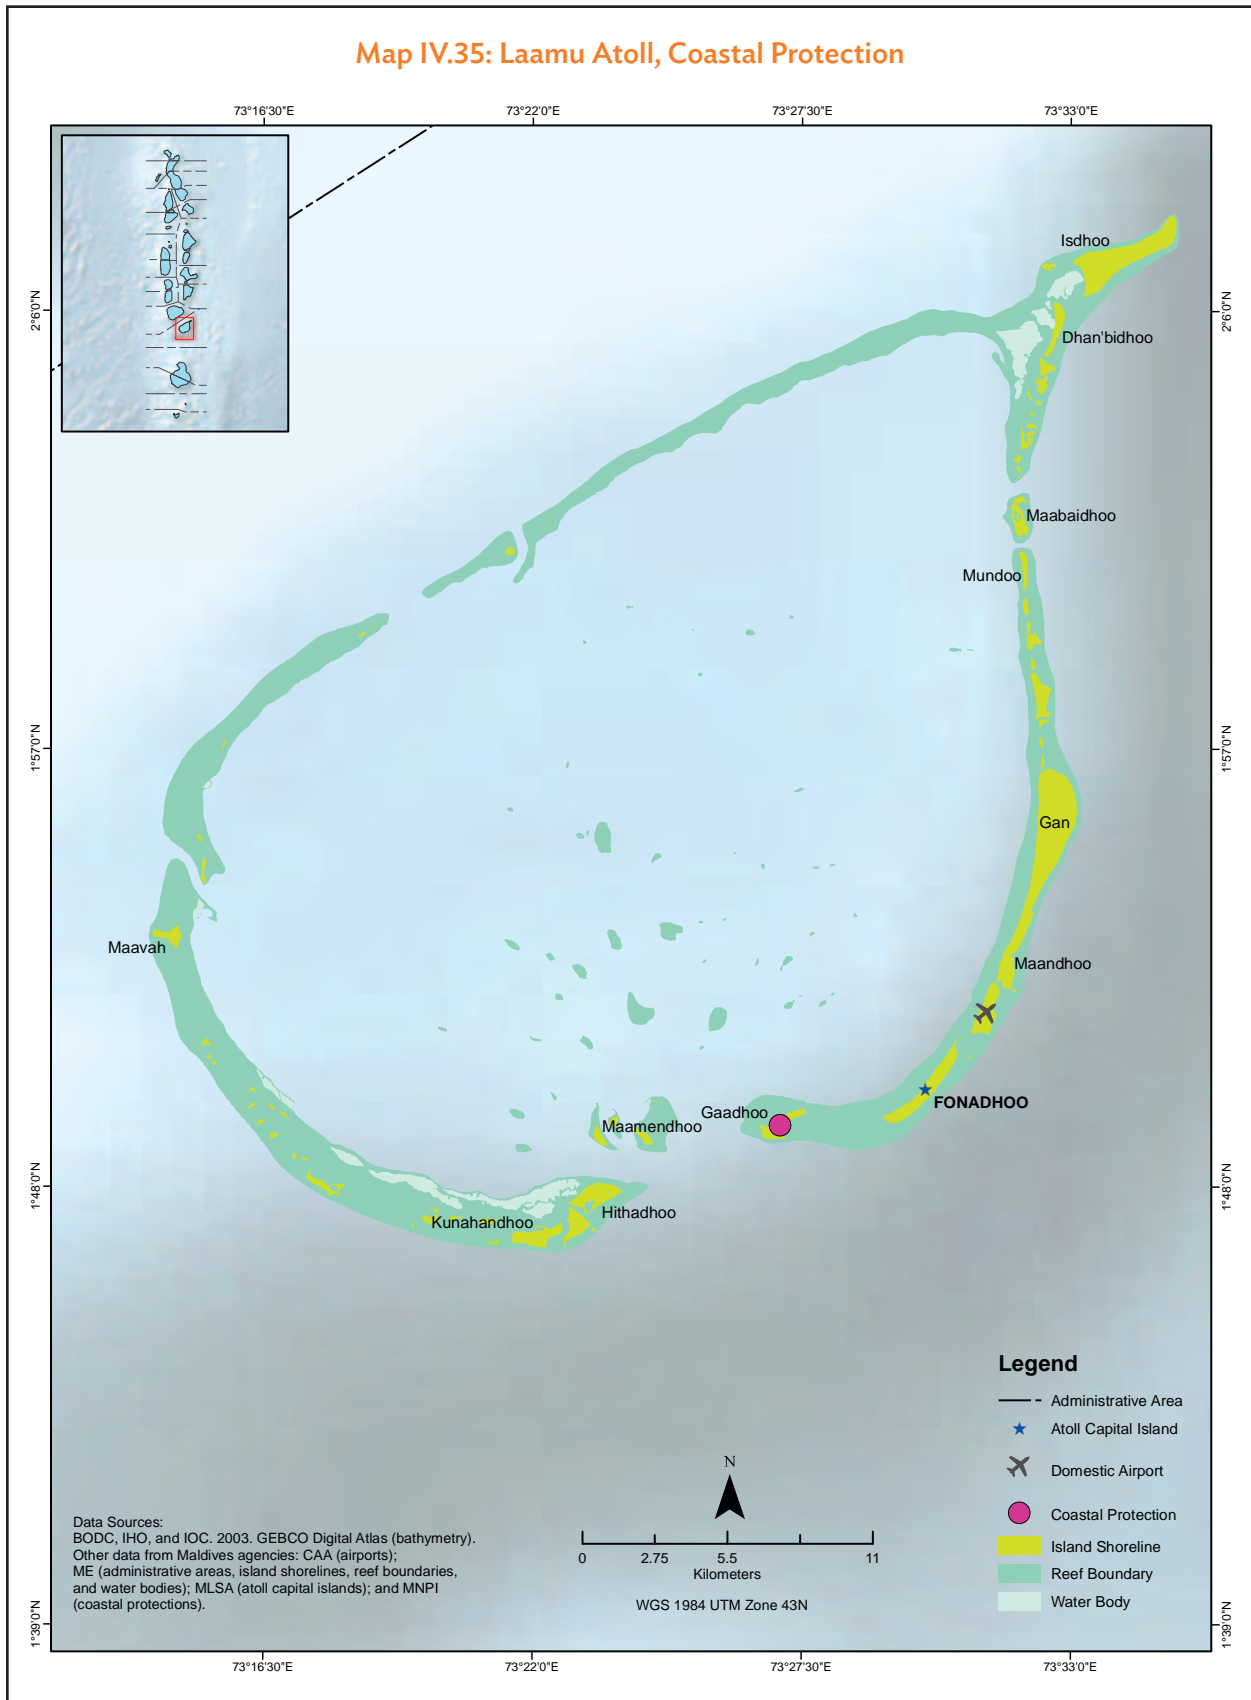 Map IV.35: Laamu Atoll, Coastal Protection
73°16'30"E
73°22'0"E
73°27'30"E
73°33'0"E
2°6'0"N
2°6'0"N
1°57'0"N
1°57'0"N
1°48'0"N
1°48'0"N
1°39'0"N
1°39'0"N
Isdhoo
Dhan'bidhoo
Maabaidhoo
Mundoo
Gan
Maavah
Maandhoo
FONADHOO
Gaadhoo
Maamendhoo
Hithadhoo
Kunahandhoo
Legend
Administrative Area
Atoll Capital Island
Domestic Airport
Coastal Protection
Island Shoreline
Reef Boundary
Water Body
N
0 2.75 5.5 11
Kilometers
WGS 1984 UTM Zone 43N
Data Sources:
BODC, IHO, and IOC. 2003. GEBCO Digital Atlas (bathymetry).
Other data from Maldives agencies: CAA (airports);
ME (administrative areas, island shorelines, reef boundaries,
and water bodies); MLSA (atoll capital islands); and MNPI
(coastal protections).
73°16'30"E
73°22'0"E
73°27'30"E
73°33'0"E